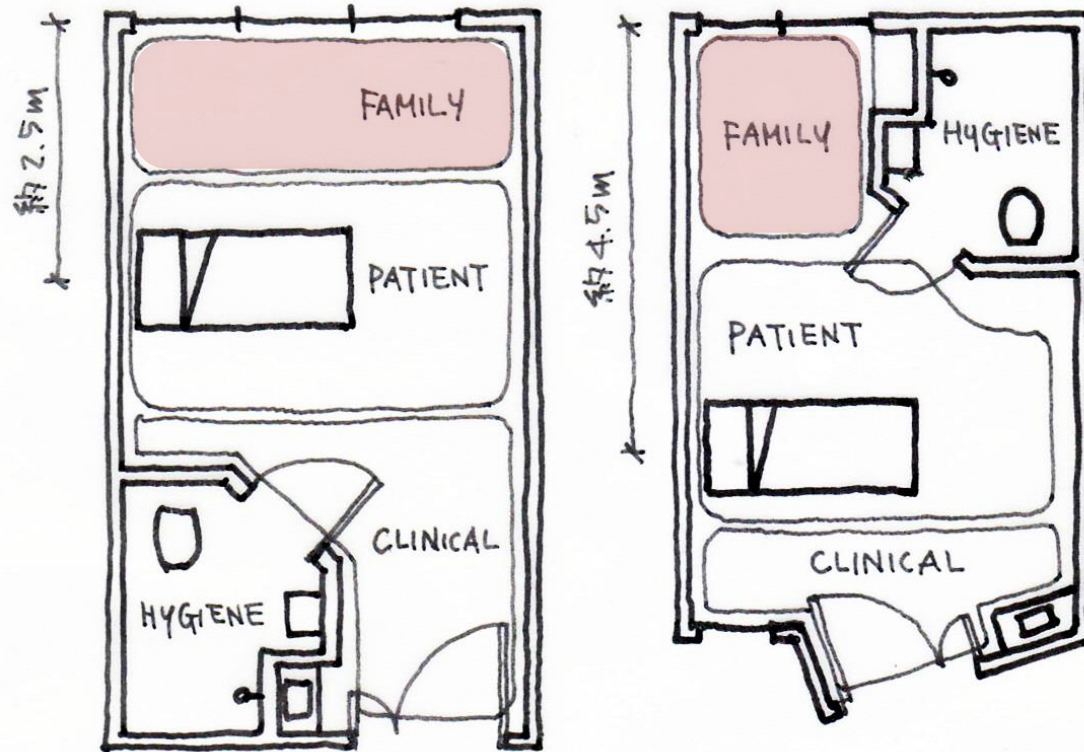 約2.5m
FAMILY
PATIENT
CLINICAL
HYGIENE
約4.5m
FAMILY
HYGIENE
PATIENT
CLINICAL